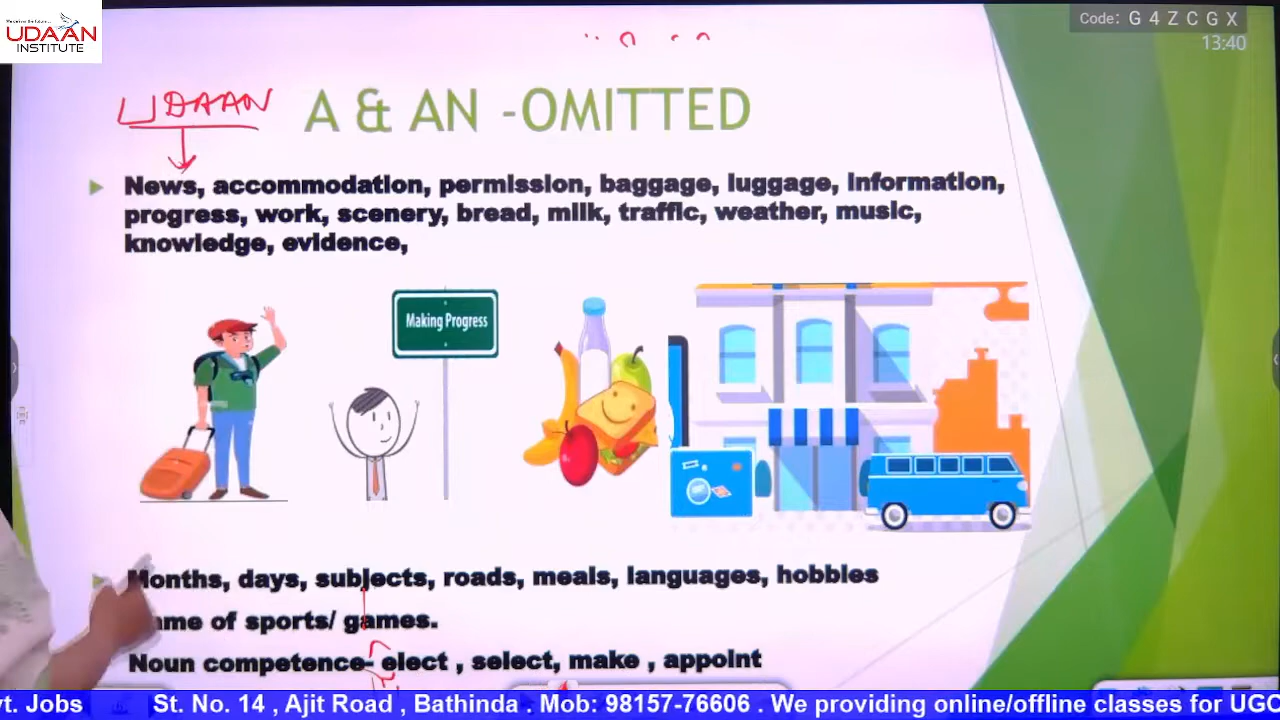 UDAAN
INSTITUTE
Code: G 4 Z C G X
13:40
UDAAN
A & AN -OMITTED
News, accommodation, permission, baggage, luggage, information,
progress, work, scenery, bread, milk, traffic, weather, music,
knowledge, evidence,
Making Progress
Months, days, subjects, roads, meals, languages, hobbies
of sports/ games.
Noun competence- elect , select, make , appoint
Jobs St. No. 14 , Ajit Road , Bathinda . Mob: 98157-76606 . We providing online/offline classes for